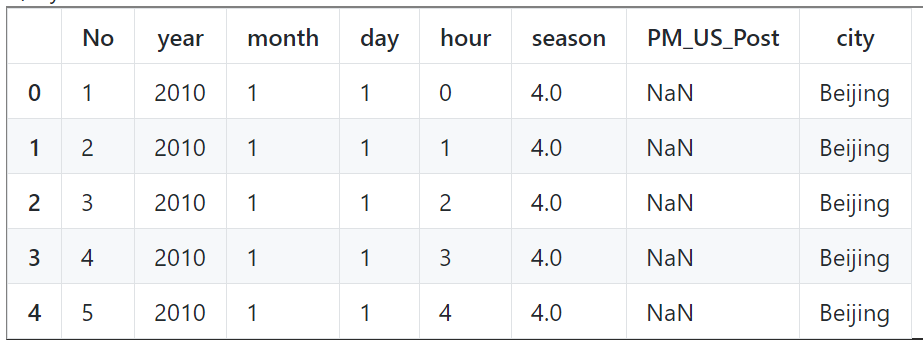 No year month day hour season PM_US_Post city
0 1 2010 1 1 0 4.0 NaN Beijing
1 2 2010 1 1 1 4.0 NaN Beijing
2 3 2010 1 1 2 4.0 NaN Beijing
3 4 2010 1 1 3 4.0 NaN Beijing
4 5 2010 1 1 4 4.0 NaN Beijing